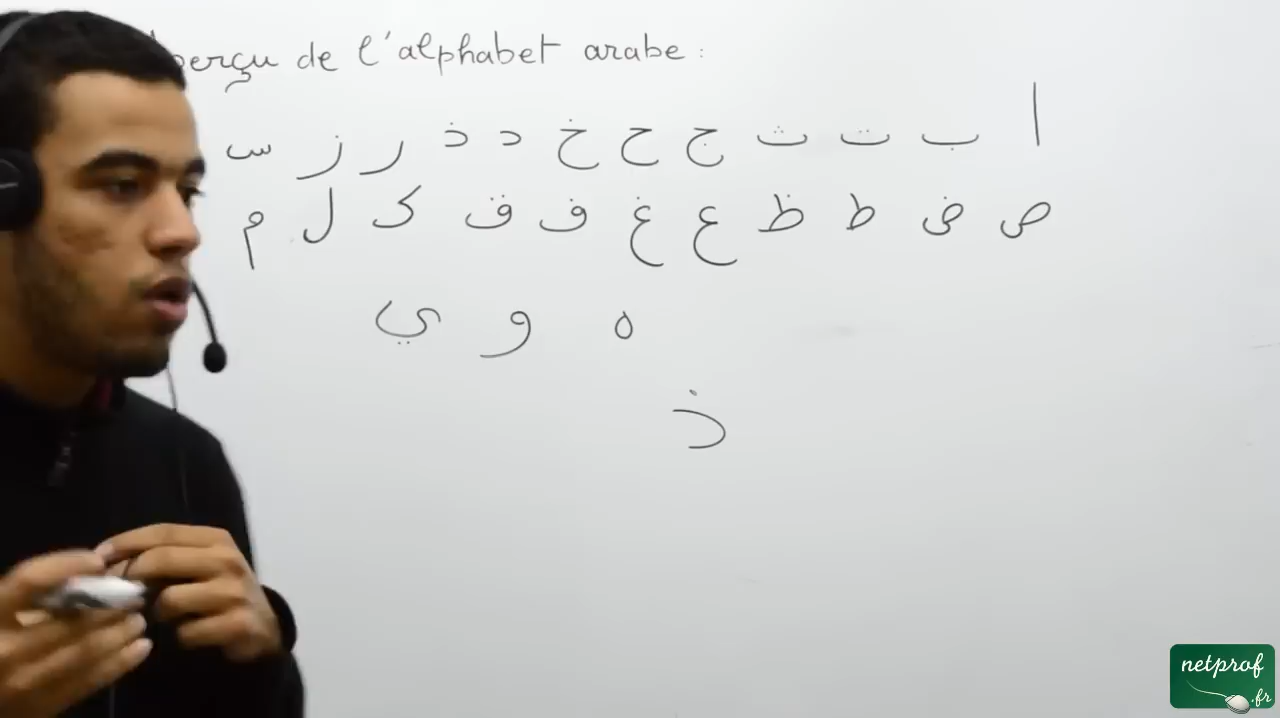 perçu de l'alphabet arabe :
ا ب ت ث ج ح خ د ذ ر ز س
ص ض ط ظ ع غ ف ق ک ل م
ه و ي
ذ
netprof
.fr